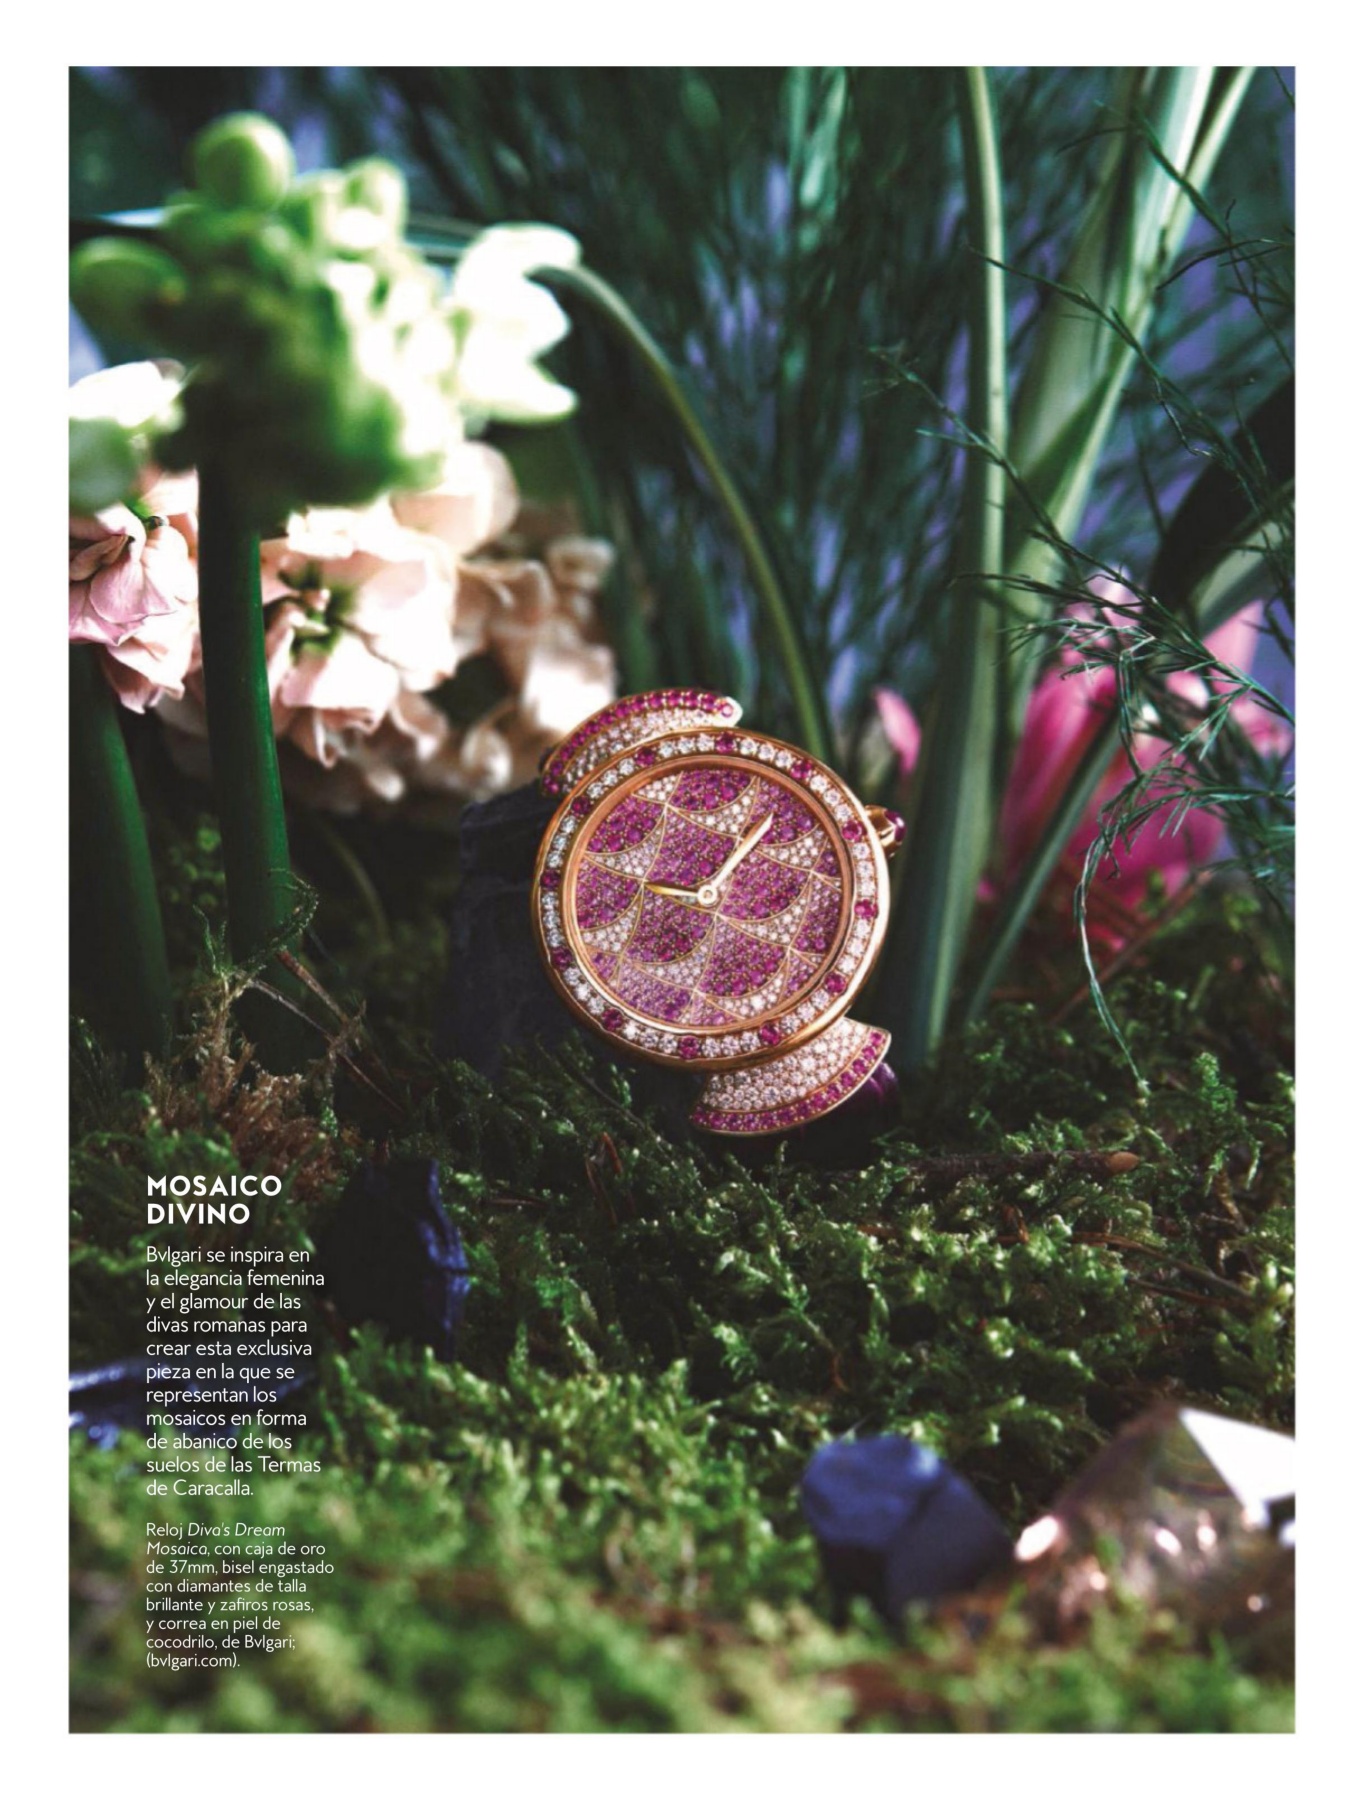 MOSAICO
DIVINO
Bvlgari se inspira en
la elegancia femenina
y el glamour de las
divas romanas para
crear esta exclusiva
pieza en la que se
representan los
mosaicos en forma
de abanico de los
suelos de las Termas
de Caracalla.
Reloj Diva's Dream
Mosaica, con caja de oro
de 37mm, bisel engastado
con diamantes de talla
brillante y zafiros rosas,
y correa en piel de
cocodrilo, de Bvlgari;
(bvlgari.com).